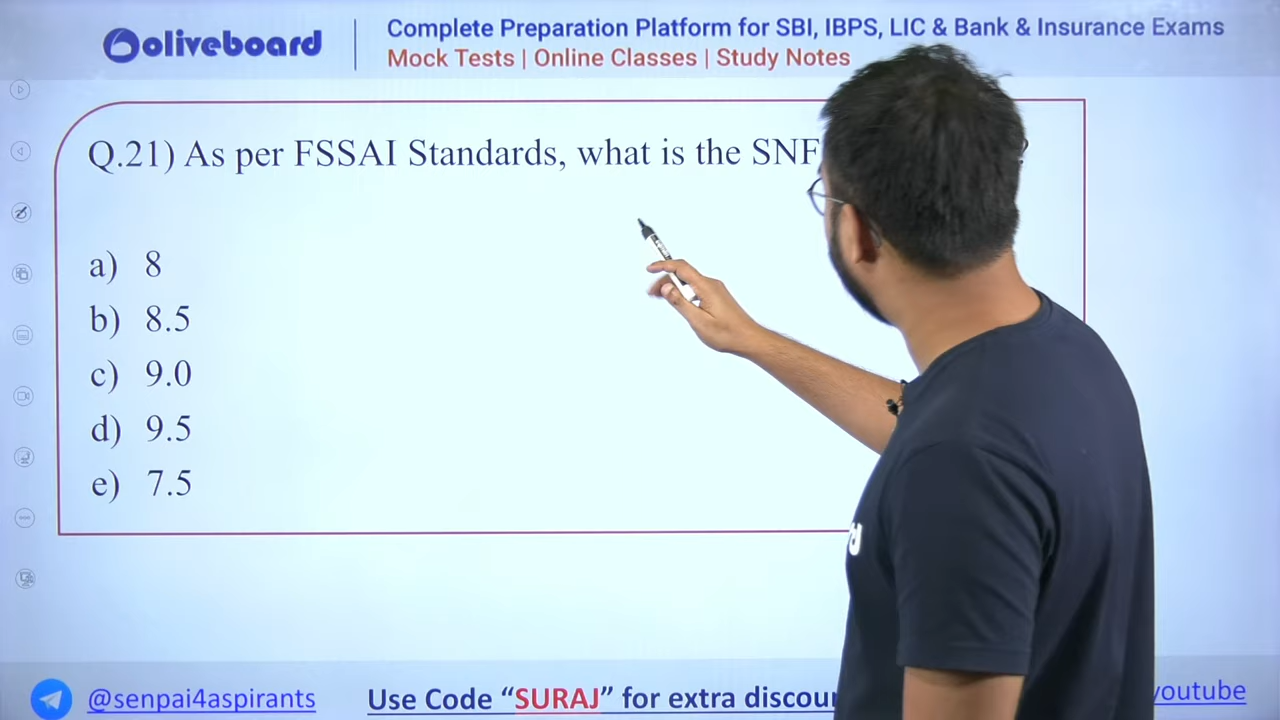 oliveboard
Complete Preparation Platform for SBI, IBPS, LIC & Bank & Insurance Exams
Mock Tests | Online Classes | Study Notes
Q.21) As per FSSAI Standards, what is the SNF ?
a) 8
b) 8.5
c) 9.0
d) 9.5
e) 7.5
@senpai4aspirants
Use Code “SURAJ” for extra discou
youtube